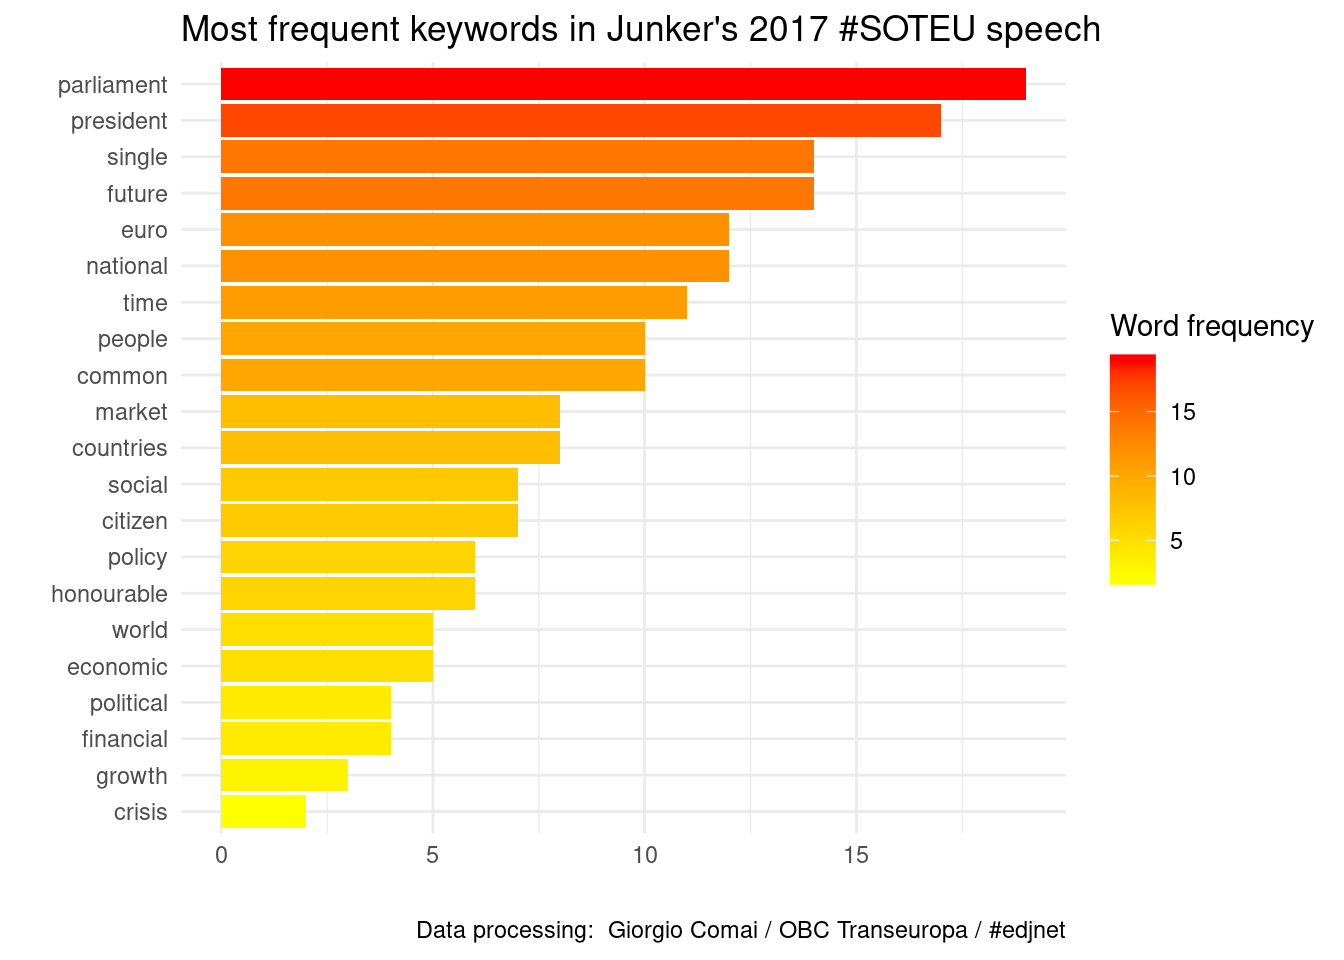 Most frequent keywords in Junker's 2017 #SOTEU speech
parliament
president
single
future
euro
national
time
people
common
market
countries
social
citizen
policy
honourable
world
economic
political
financial
growth
crisis
0 5 10 15
Word frequency
15
10
5
Data processing:  Giorgio Comai / OBC Transeuropa / #edjnet